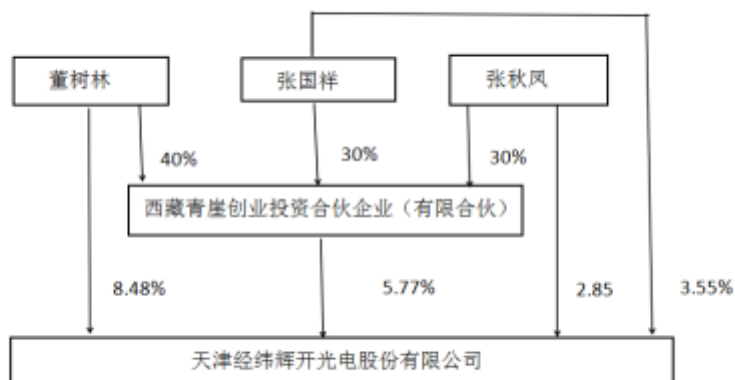 董树林
张国祥
张秋凤
40%
30%
30%
西藏青崖创业投资合伙企业（有限合伙）
8.48%
5.77%
2.85
3.55%
天津经纬辉开光电股份有限公司